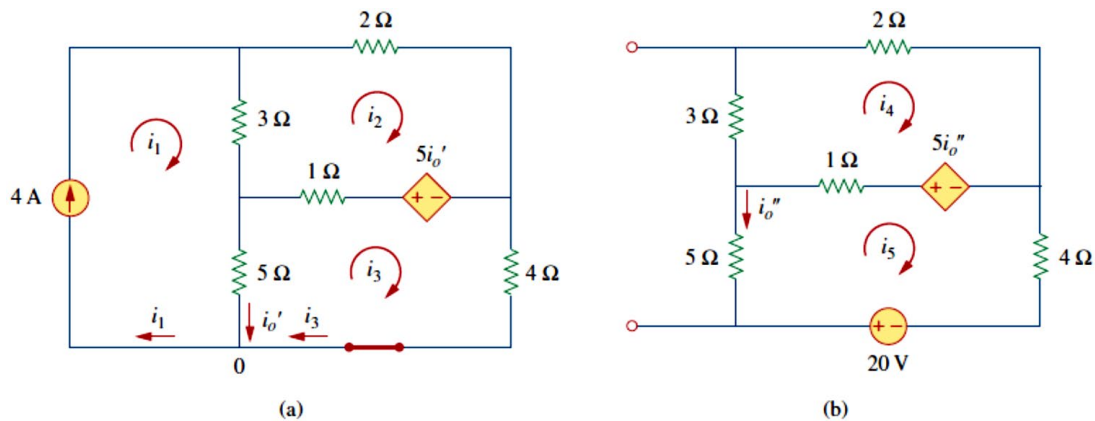 2 Ω
3 Ω
i₂
i₁
1 Ω
5iₒ′
4 A
5 Ω
i₃
4 Ω
i₁
iₒ′
i₃
0
(a)
2 Ω
3 Ω
i₄
1 Ω
5iₒ″
iₒ″
5 Ω
i₅
4 Ω
20 V
(b)